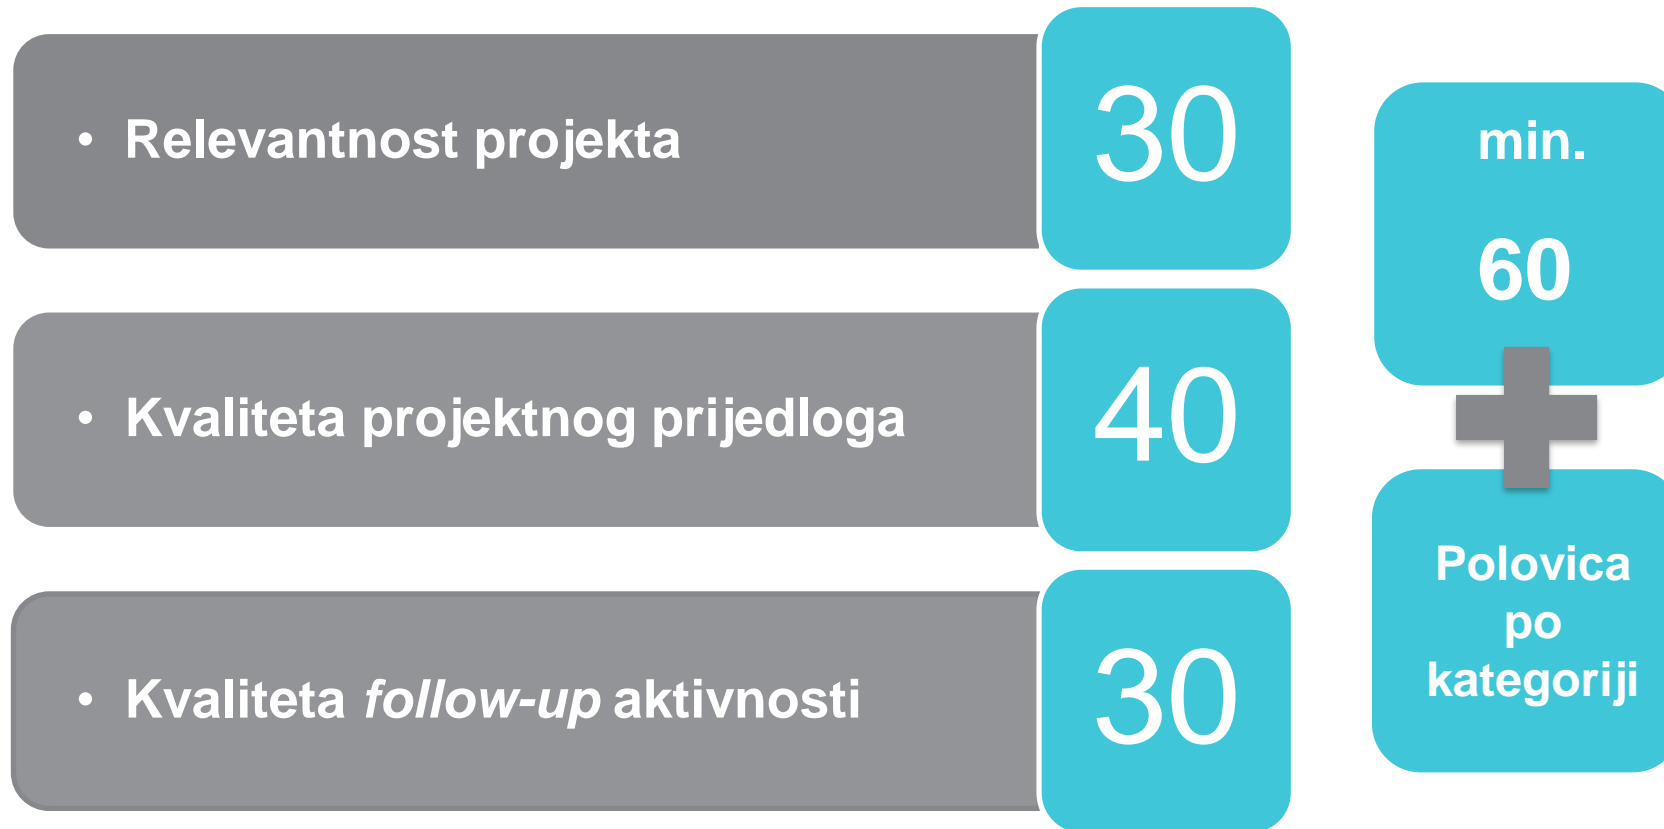 • Relevantnost projekta
30
• Kvaliteta projektnog prijedloga
40
• Kvaliteta follow-up aktivnosti
30
min.
60
Polovica
po
kategoriji